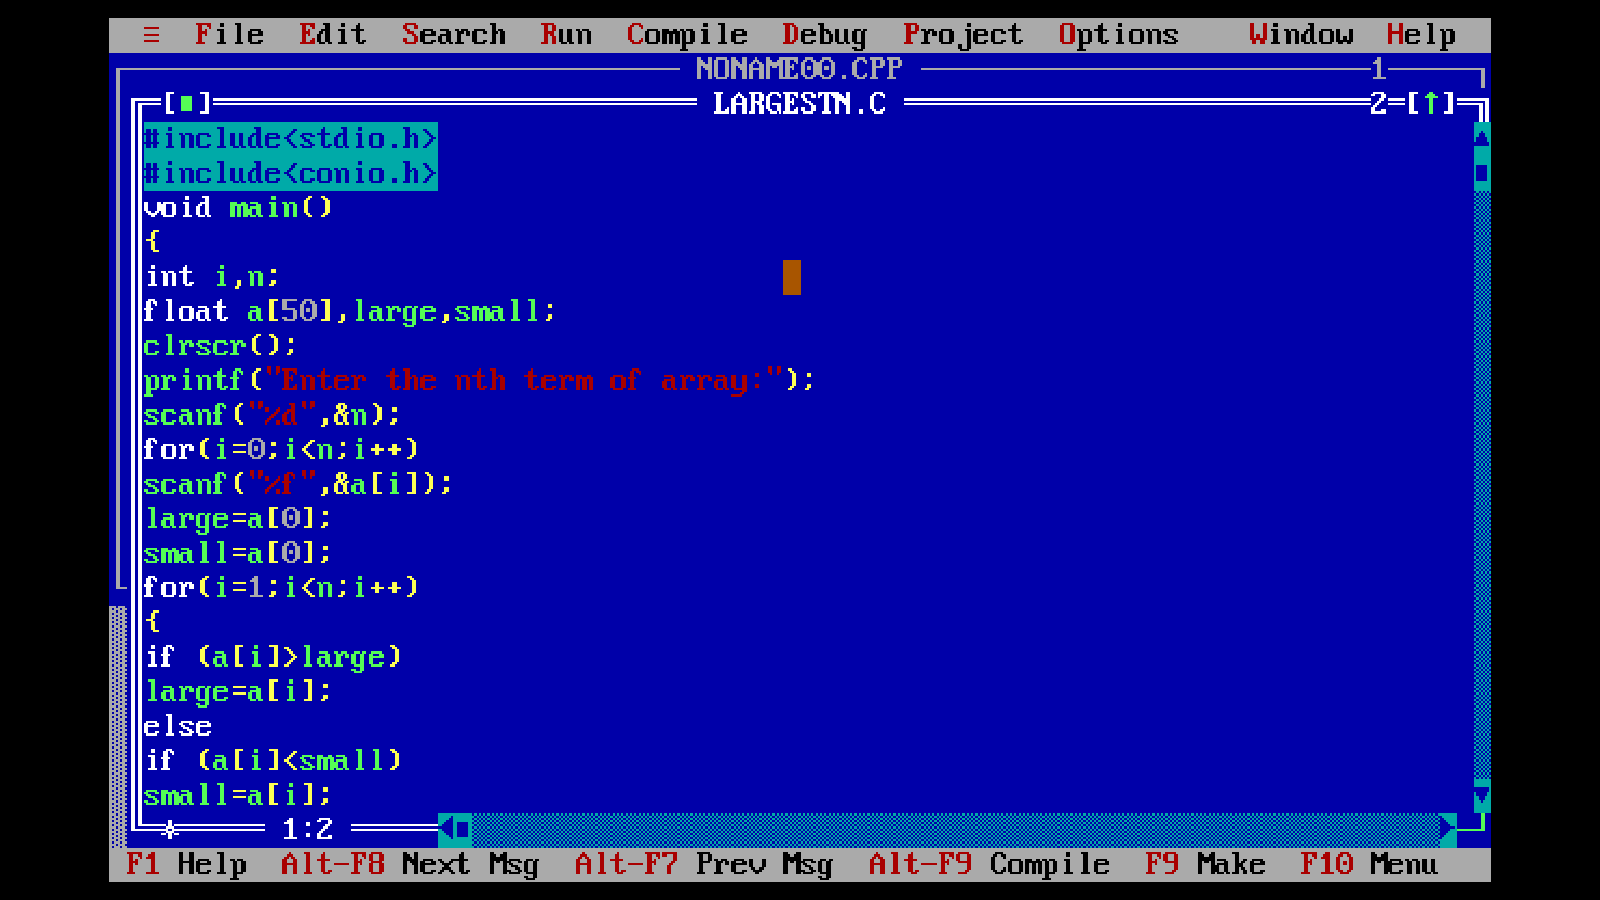 ≡ File Edit Search Run Compile Debug Project Options Window Help
NONAME00.CPP 1
[■] LARGESTN.C 2=[↑]
#include<stdio.h>
#include<conio.h>
void main()
{
int i,n;
float a[50],large,small;
clrscr();
printf("Enter the nth term of array:");
scanf("%d",&n);
for(i=0;i<n;i++)
scanf("%f",&a[i]);
large=a[0];
small=a[0];
for(i=1;i<n;i++)
{
if (a[i]>large)
large=a[i];
else
if (a[i]<small)
small=a[i];
* 1:2
F1 Help Alt-F8 Next Msg Alt-F7 Prev Msg Alt-F9 Compile F9 Make F10 Menu